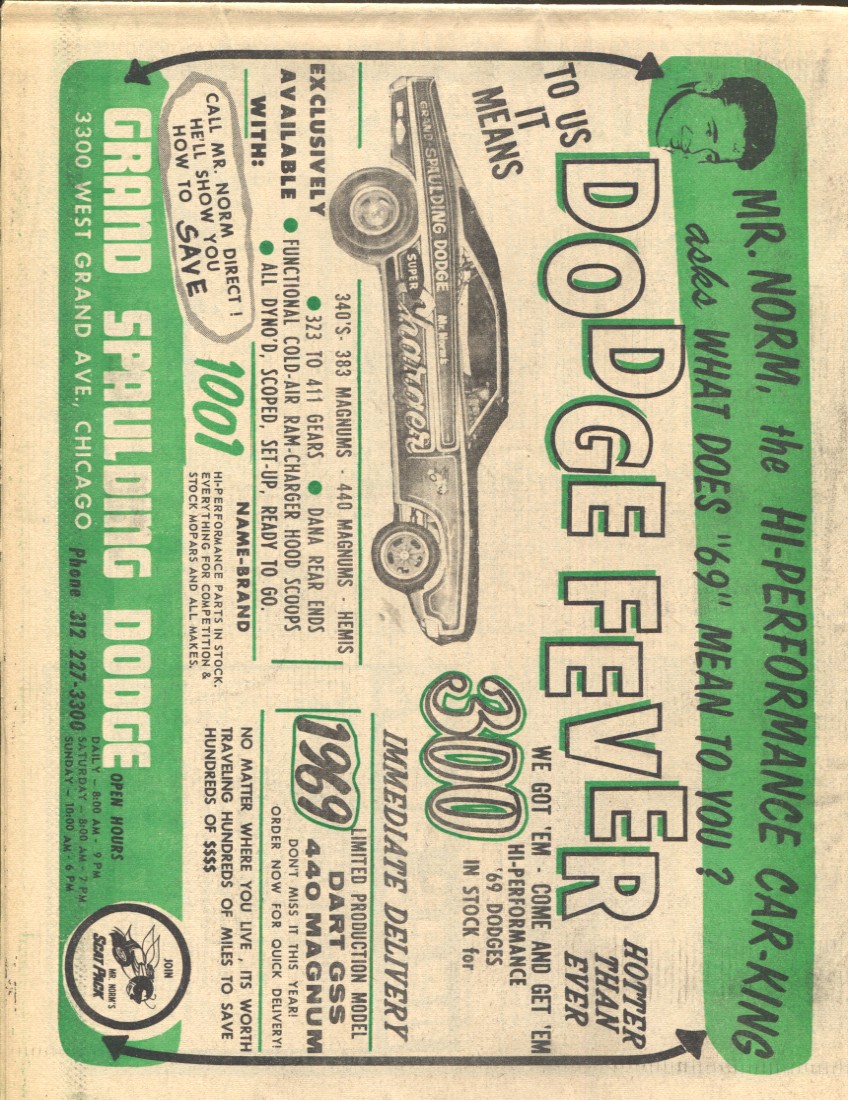 MR. NORM, the HI-PERFORMANCE CAR-KING
asks WHAT DOES "69" MEAN TO YOU ?
TO US
IT
MEANS
DODGE FEVER
HOTTER
THAN
EVER
GRAND SPAULDING DODGE
Mr. Norm's
SUPER
Charger
300
WE GOT 'EM - COME AND GET 'EM
HI-PERFORMANCE
'69 DODGES
IN STOCK for
IMMEDIATE DELIVERY
EXCLUSIVELY
AVAILABLE
WITH:
340'S- 383 MAGNUMS - 440 MAGNUMS - HEMIS
● 323 TO 411 GEARS ● DANA REAR ENDS
● FUNCTIONAL COLD-AIR RAM-CHARGER HOOD SCOOPS
● ALL DYNO'D, SCOPED, SET-UP, READY TO GO.
1969
LIMITED PRODUCTION MODEL
DART GSS
440 MAGNUM
DON'T MISS IT THIS YEAR!
ORDER NOW FOR QUICK DELIVERY!
CALL MR. NORM DIRECT !
HE'LL SHOW YOU
HOW TO SAVE
1001
NAME-BRAND
HI-PERFORMANCE PARTS IN STOCK.
EVERYTHING FOR COMPETITION &
STOCK MOPARS AND ALL MAKES.
NO MATTER WHERE YOU LIVE , ITS WORTH
TRAVELING HUNDREDS OF MILES TO SAVE
HUNDREDS OF $$$$
GRAND SPAULDING DODGE
3300 WEST GRAND AVE., CHICAGO Phone 312 227-3300
OPEN HOURS
DAILY – 8:00 AM - 9 PM
SATURDAY – 8:00 AM - 7 PM
SUNDAY – 10:00 AM - 6 PM
JOIN
MR. NORM'S
SCAT PACK